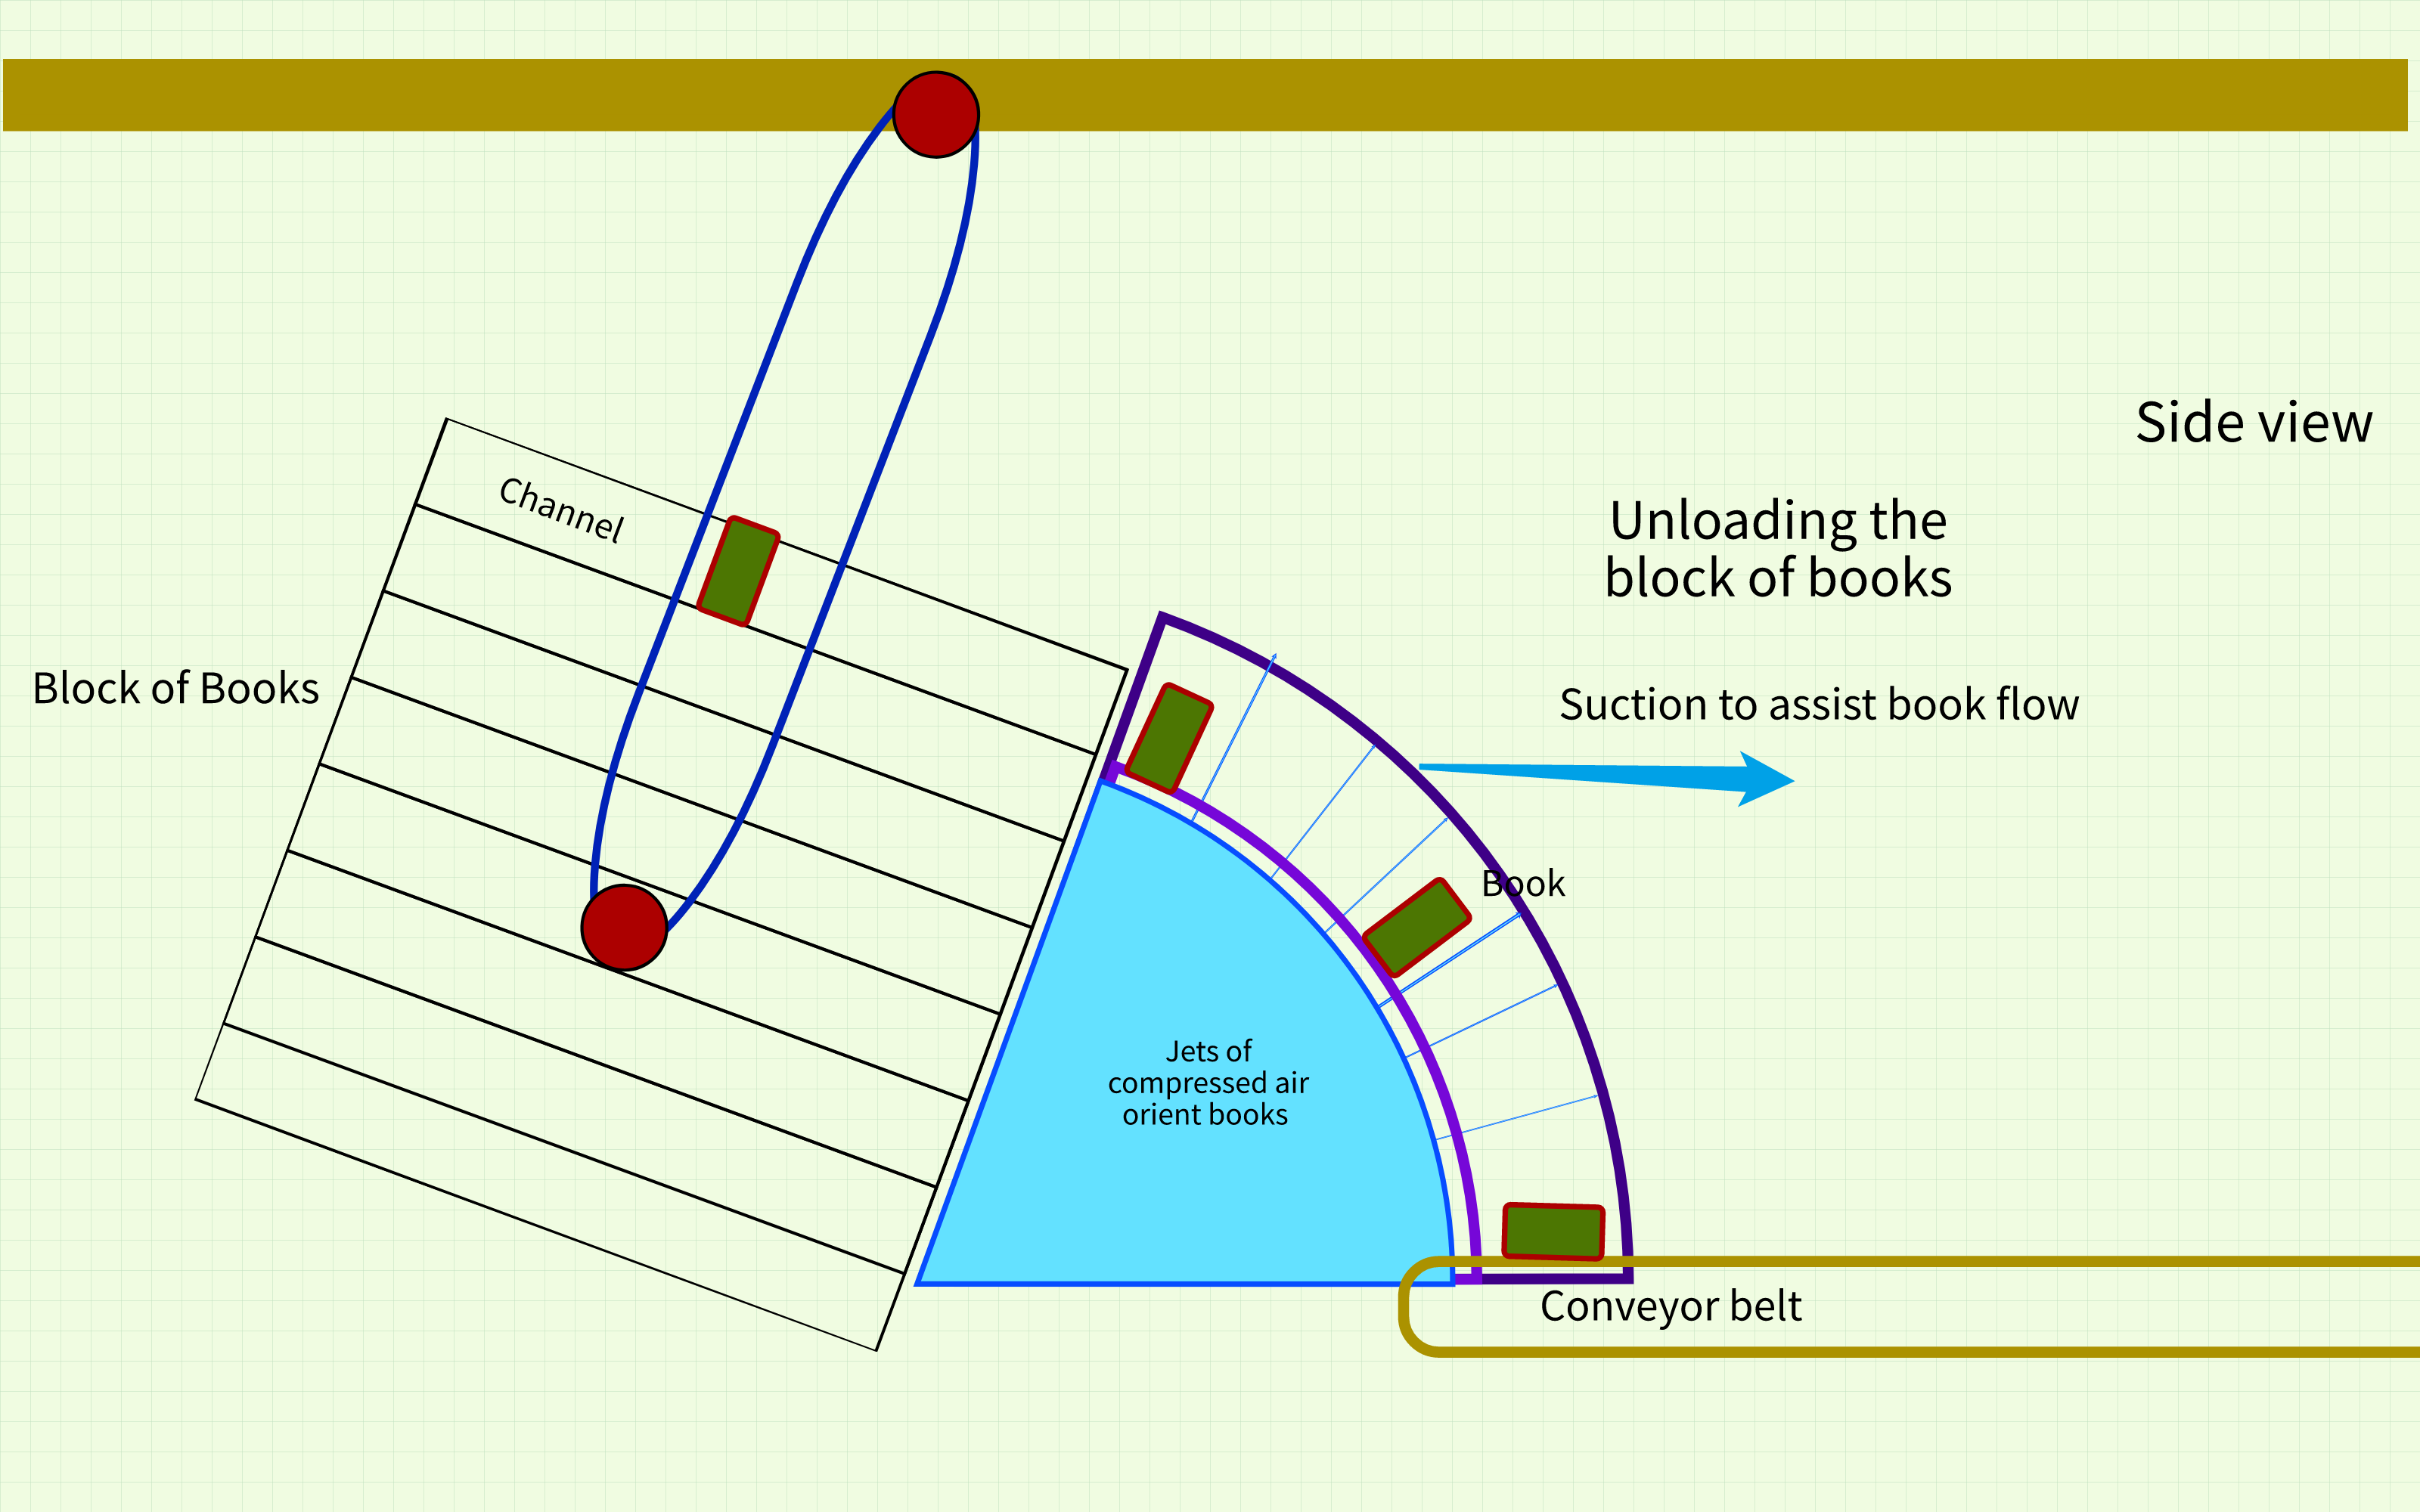 Side view
Channel
Unloading the
block of books
Block of Books
Suction to assist book flow
Book
Jets of
compressed air
orient books
Conveyor belt